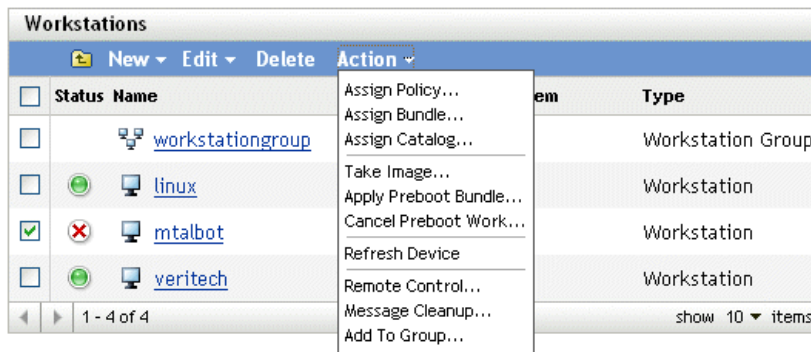 Workstations
New Edit Delete Action
Status Name em Type
Assign Policy...
Assign Bundle...
Assign Catalog...
Take Image...
Apply Preboot Bundle...
Cancel Preboot Work...
Refresh Device
Remote Control...
Message Cleanup...
Add To Group...
workstationgroup Workstation Group
linux Workstation
mtalbot Workstation
veritech Workstation
1 - 4 of 4 show 10 items